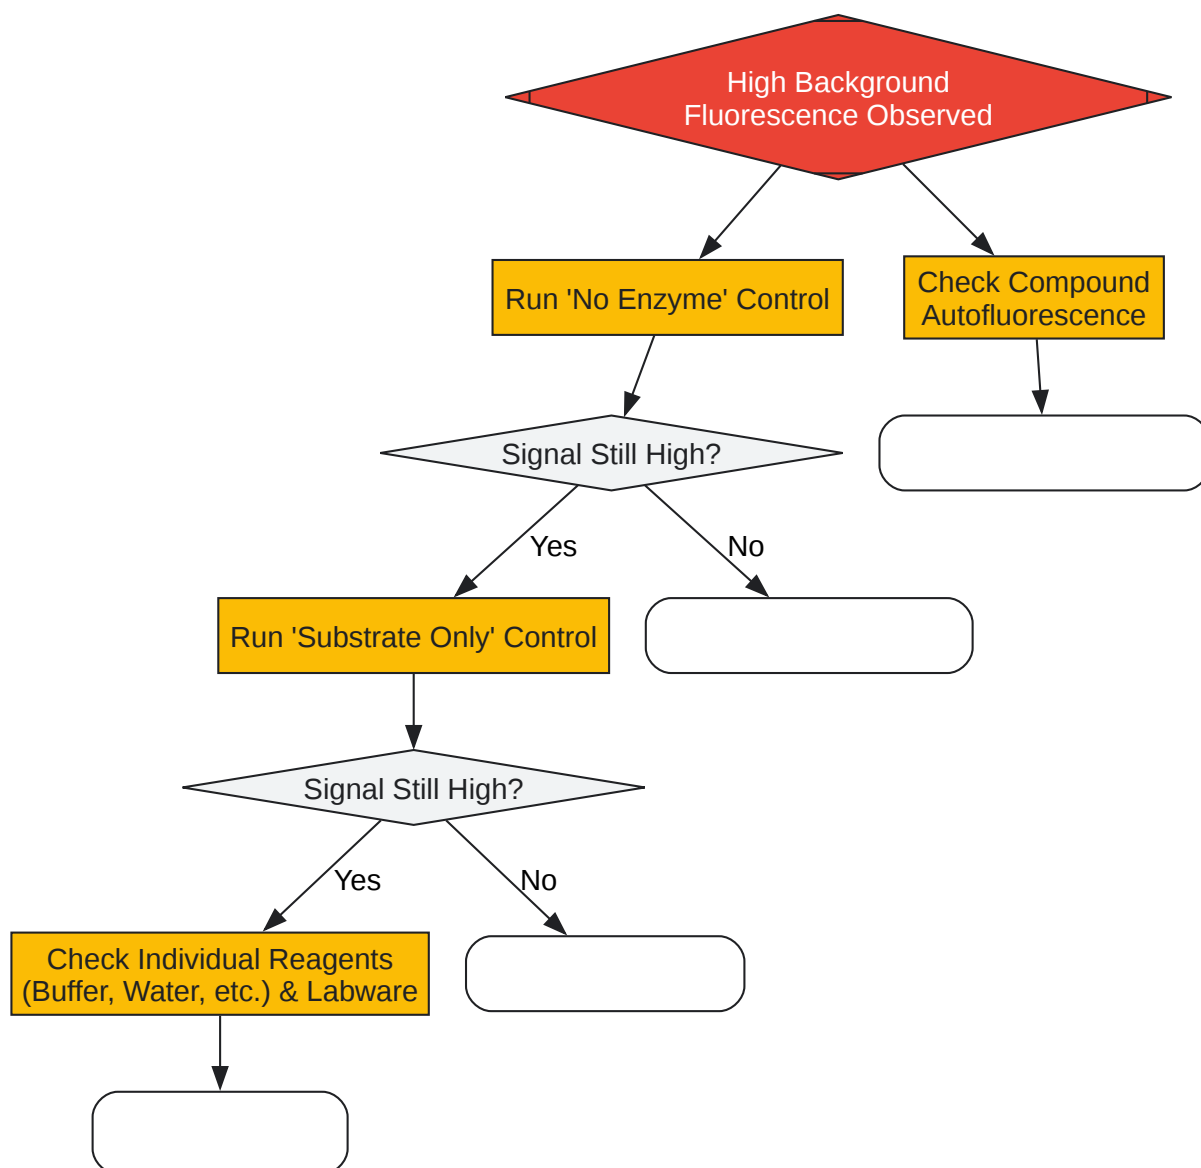 High Background
Fluorescence Observed
Run 'No Enzyme' Control
Check Compound
Autofluorescence
Signal Still High?
Yes
No
Run 'Substrate Only' Control
Signal Still High?
Yes
No
Check Individual Reagents
(Buffer, Water, etc.) & Labware